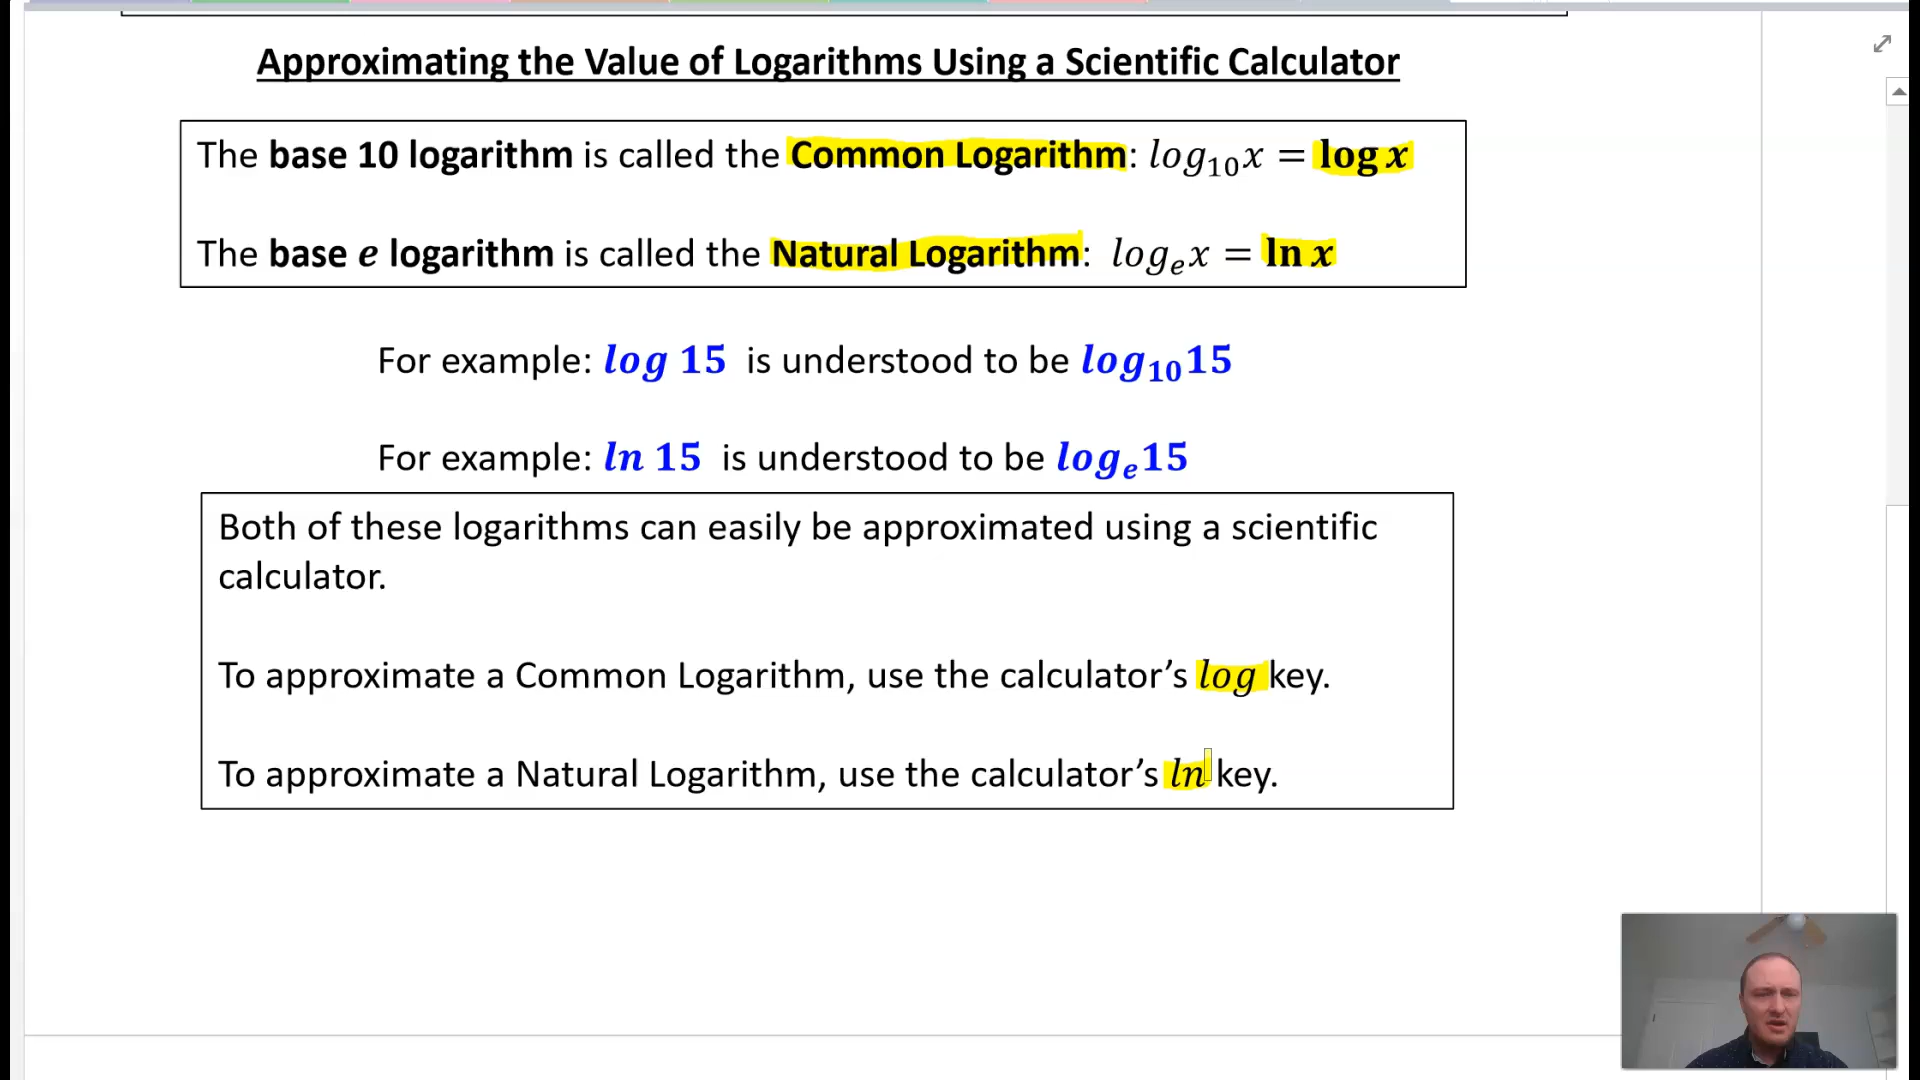 Approximating the Value of Logarithms Using a Scientific Calculator
The base 10 logarithm is called the Common Logarithm: log₁₀x = log x
The base e logarithm is called the Natural Logarithm: logₑx = ln x
For example: log 15 is understood to be log₁₀15
For example: ln 15 is understood to be logₑ15
Both of these logarithms can easily be approximated using a scientific
calculator.
To approximate a Common Logarithm, use the calculator’s log key.
To approximate a Natural Logarithm, use the calculator’s ln key.